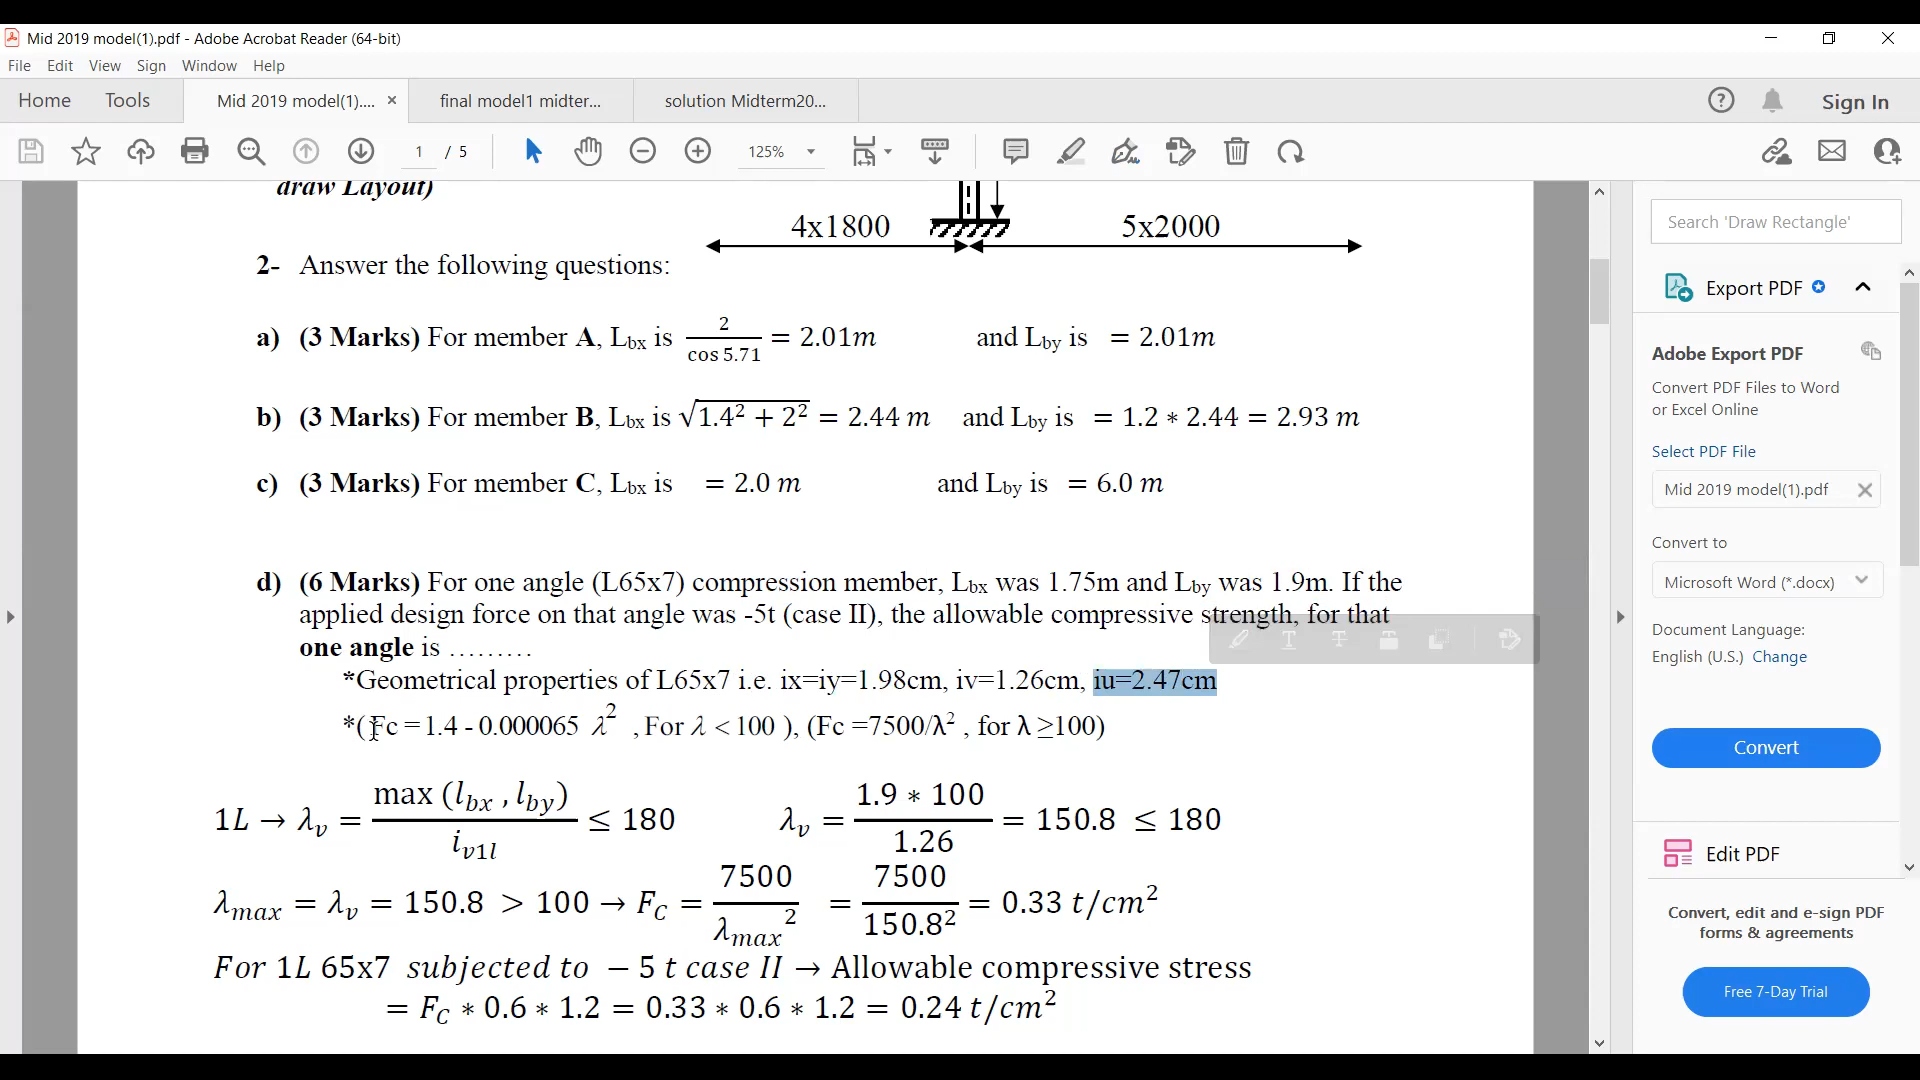 Mid 2019 model(1).pdf - Adobe Acrobat Reader (64-bit)
File Edit View Sign Window Help
Home Tools Mid 2019 model(1).... × final model1 midter... solution Midterm20... Sign In
1 / 5 125%
draw Layout)
4x1800 5x2000
2- Answer the following questions:
a) (3 Marks) For member A, Lbx is 2/cos 5.71 = 2.01m and Lby is = 2.01m
b) (3 Marks) For member B, Lbx is √1.4² + 2² = 2.44 m and Lby is = 1.2 * 2.44 = 2.93 m
c) (3 Marks) For member C, Lbx is = 2.0 m and Lby is = 6.0 m
d) (6 Marks) For one angle (L65x7) compression member, Lbx was 1.75m and Lby was 1.9m. If the
applied design force on that angle was -5t (case II), the allowable compressive strength, for that
one angle is .........
*Geometrical properties of L65x7 i.e. ix=iy=1.98cm, iv=1.26cm, iu=2.47cm
*( Fc = 1.4 - 0.000065 λ² , For λ < 100 ), (Fc =7500/λ² , for λ ≥100)
1L → λv = max (lbx , lby) / iv1l ≤ 180 λv = 1.9 * 100 / 1.26 = 150.8 ≤ 180
λmax = λv = 150.8 > 100 → FC = 7500 / λmax² = 7500 / 150.8² = 0.33 t/cm²
For 1L 65x7 subjected to − 5 t case II → Allowable compressive stress
= FC * 0.6 * 1.2 = 0.33 * 0.6 * 1.2 = 0.24 t/cm²
Search 'Draw Rectangle'
Export PDF
Adobe Export PDF
Convert PDF Files to Word
or Excel Online
Select PDF File
Mid 2019 model(1).pdf
Convert to
Microsoft Word (*.docx)
Document Language:
English (U.S.) Change
Convert
Edit PDF
Convert, edit and e-sign PDF
forms & agreements
Free 7-Day Trial